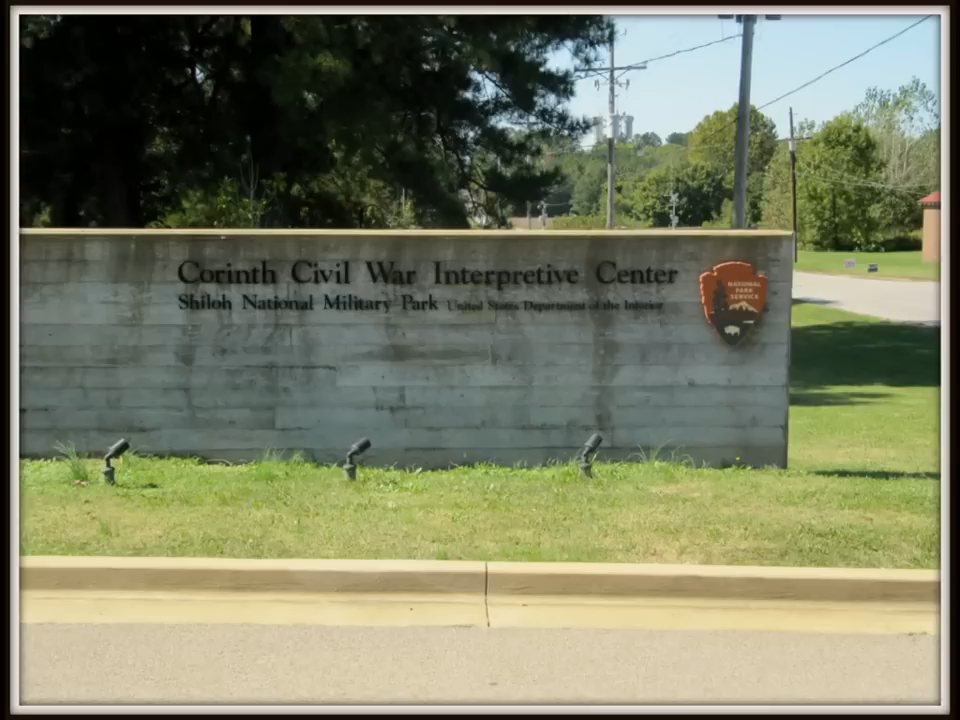 Corinth Civil War Interpretive Center
Shiloh National Military Park United States Department of the Interior
NATIONAL
PARK
SERVICE